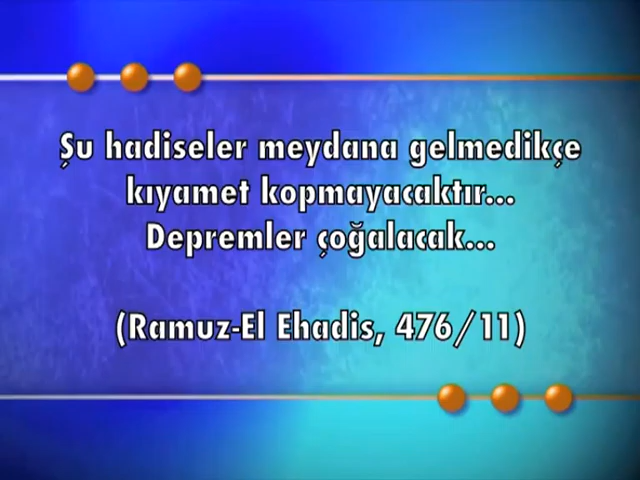 Şu hadiseler meydana gelmedikçe
kıyamet kopmayacaktır...
Depremler çoğalacak...
(Ramuz-El Ehadis, 476/11)